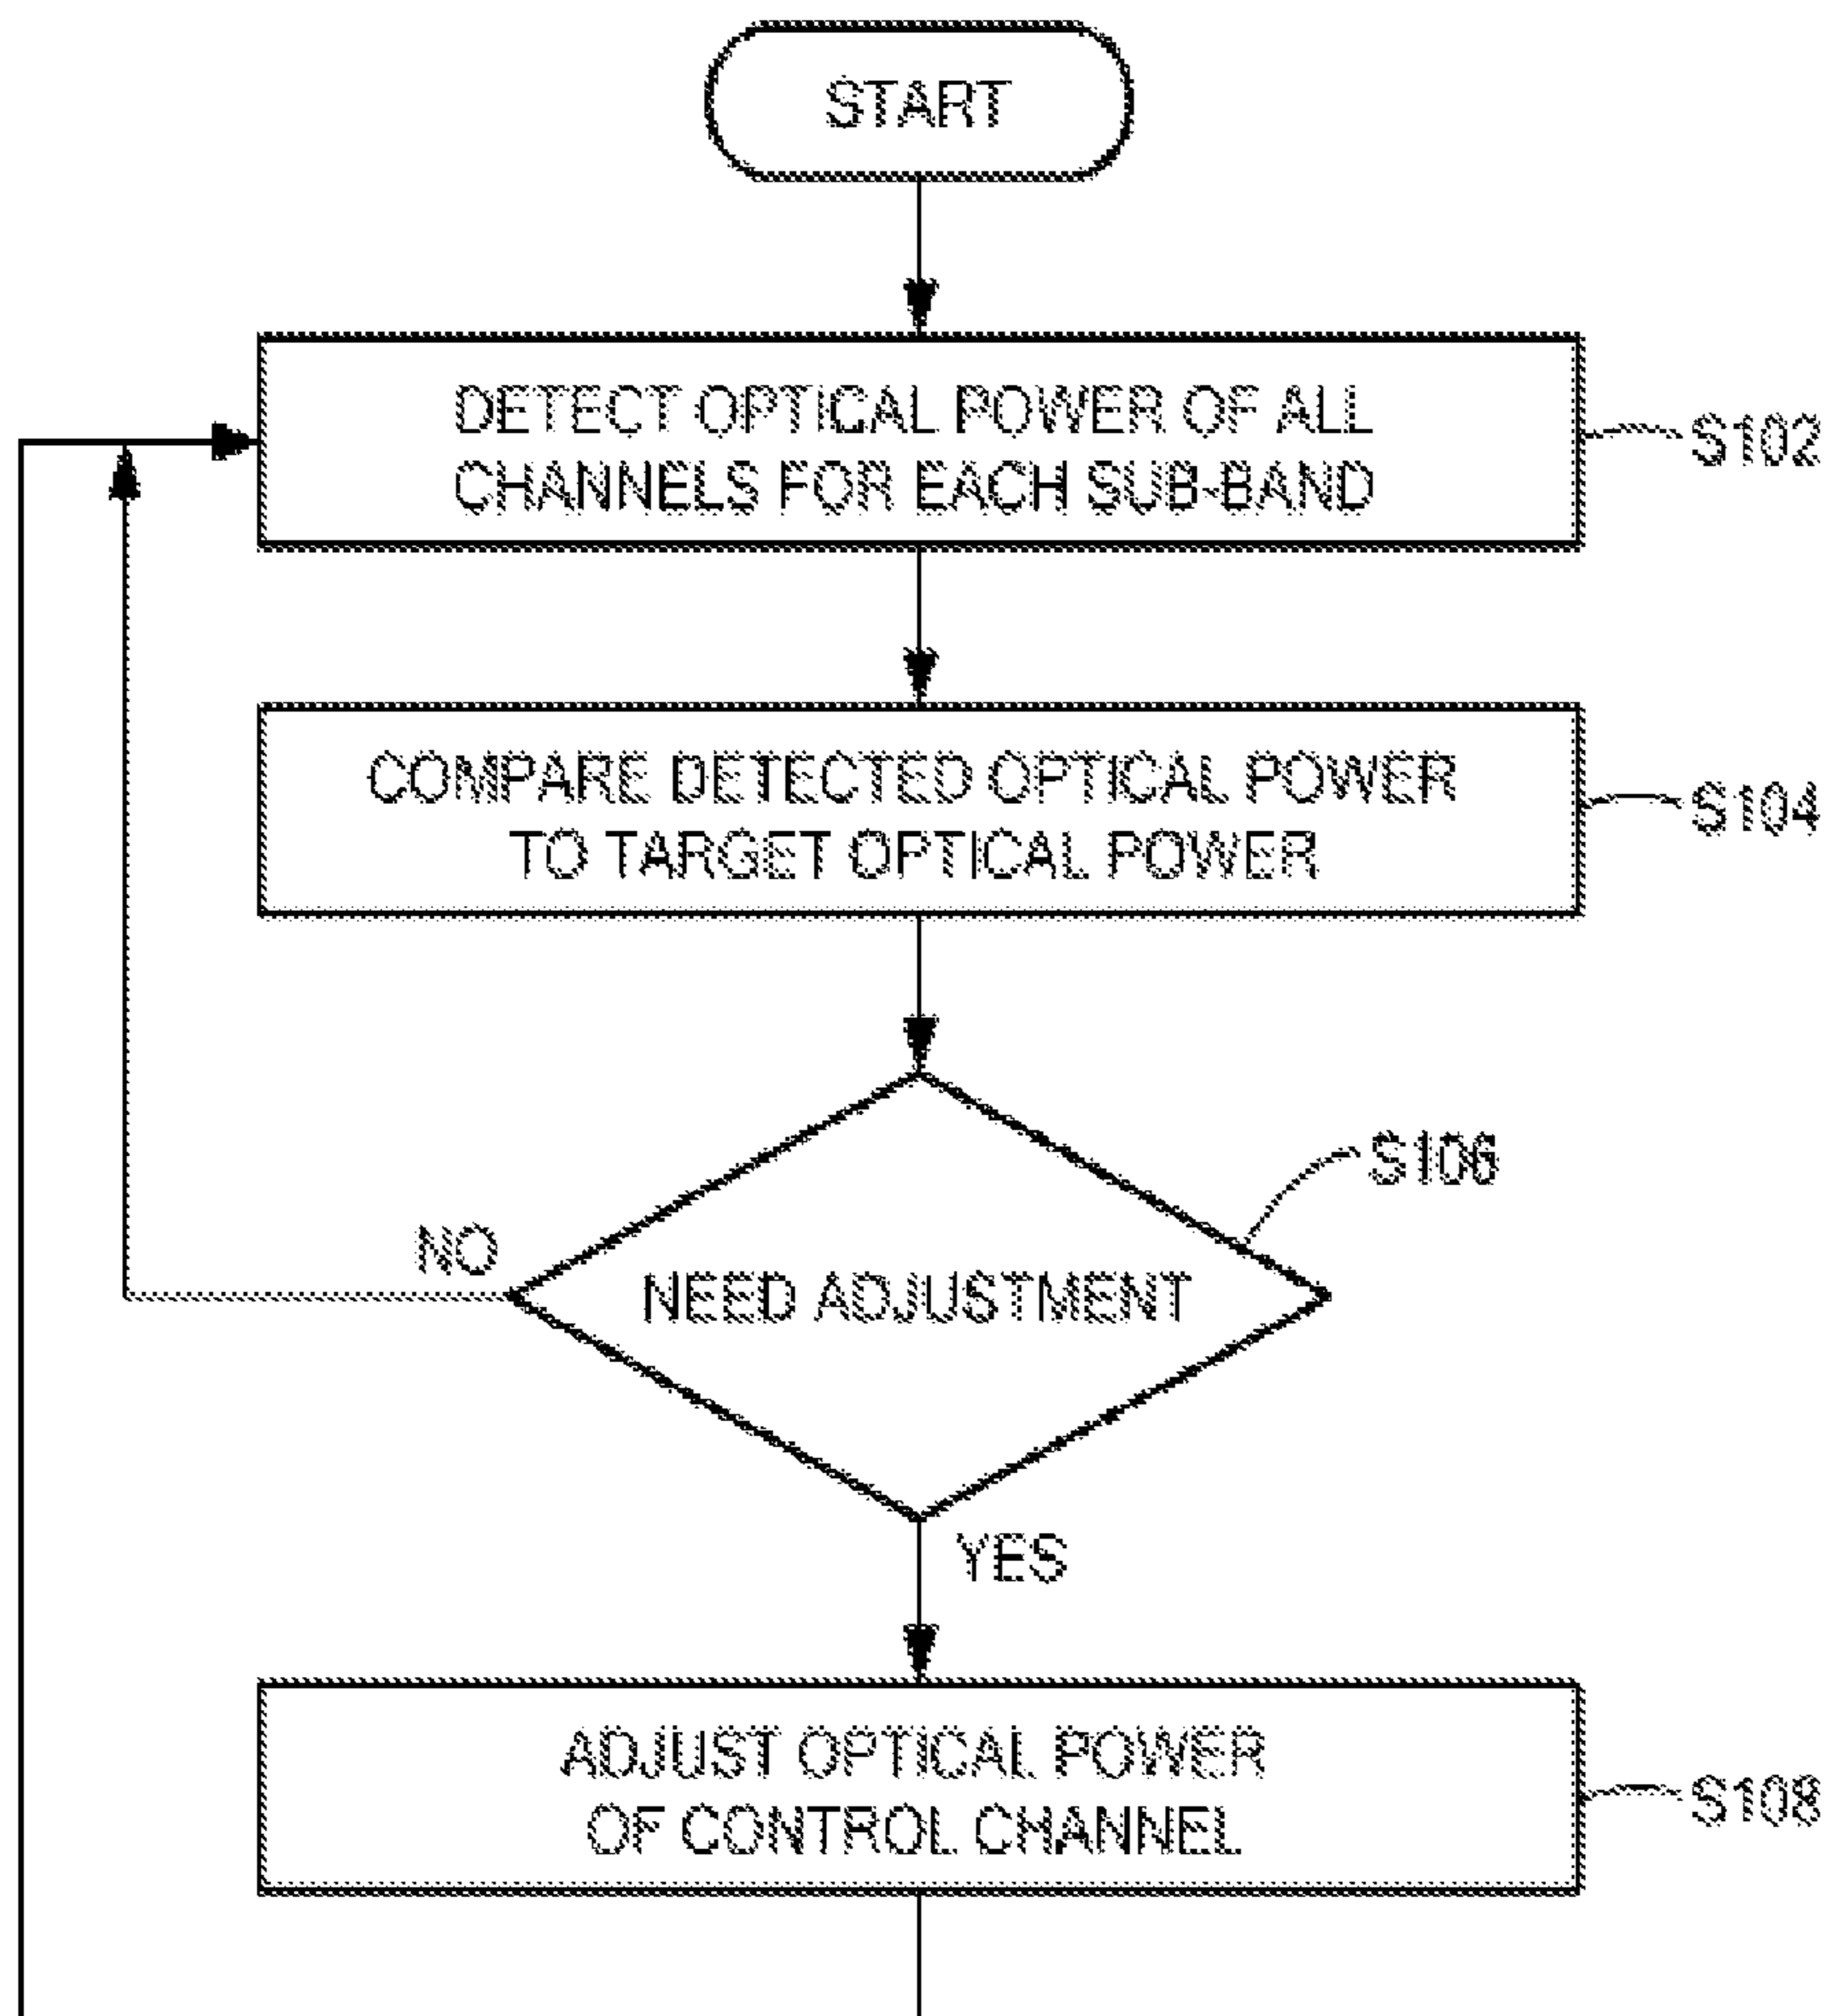 START
DETECT OPTICAL POWER OF ALL
CHANNELS FOR EACH SUB-BAND
S102
COMPARE DETECTED OPTICAL POWER
TO TARGET OPTICAL POWER
S104
S106
NO
NEED ADJUSTMENT
YES
ADJUST OPTICAL POWER
OF CONTROL CHANNEL
S108